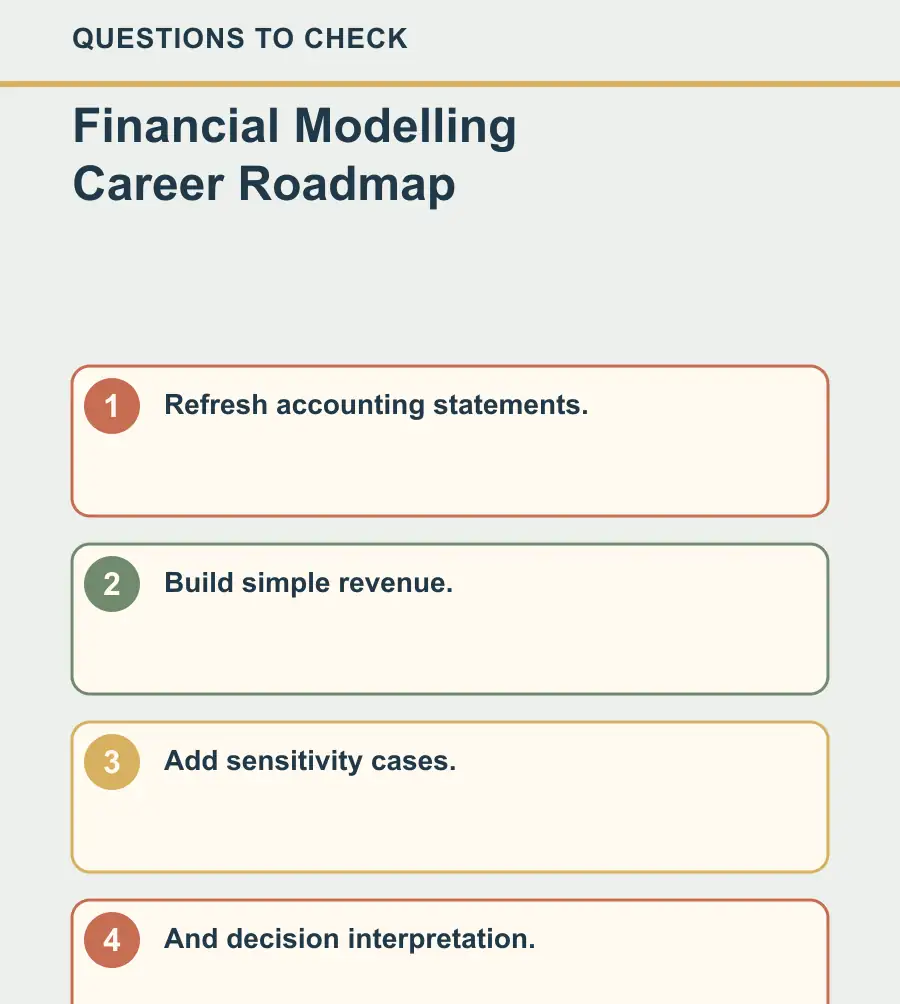 QUESTIONS TO CHECK
Financial Modelling
Career Roadmap
1 Refresh accounting statements.
2 Build simple revenue.
3 Add sensitivity cases.
4 And decision interpretation.